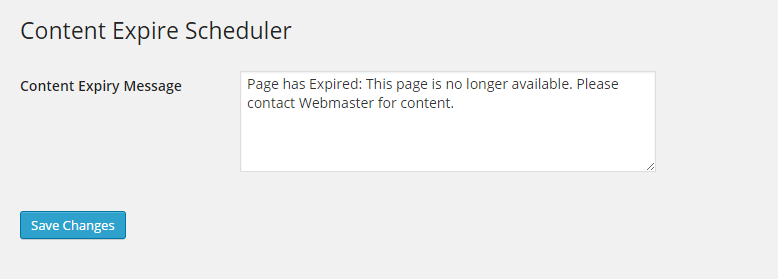 Content Expire Scheduler
Content Expiry Message
Page has Expired: This page is no longer available. Please
contact Webmaster for content.
Save Changes